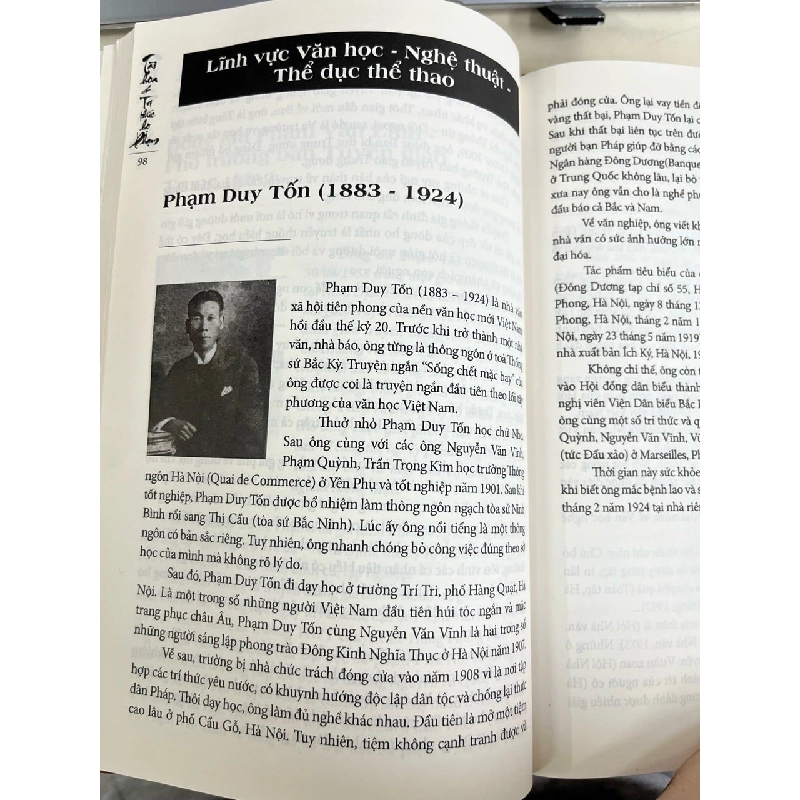 98
Lĩnh vực Văn học - Nghệ thuật -
Thể dục thể thao
Phạm Duy Tốn (1883 - 1924)
Phạm Duy Tốn (1883 – 1924) là nhà văn
xã hội tiên phong của nền văn học mới Việt Nam
hồi đầu thế kỷ 20. Trước khi trở thành một nhà
văn, nhà báo, ông từng là thông ngôn ở toà Thống
sứ Bắc Kỳ. Truyện ngắn “Sống chết mặc bay” của
ông được coi là truyện ngắn đầu tiên theo lối tây
phương của văn học Việt Nam.
Thuở nhỏ Phạm Duy Tốn học chữ Nho.
Sau ông cùng với các ông Nguyễn Văn Vĩnh,
Phạm Quỳnh, Trần Trọng Kim học trường Thông
ngôn Hà Nội (Quai de Commerce) ở Yên Phụ và tốt nghiệp năm 1901. Sau khi
tốt nghiệp, Phạm Duy Tốn được bổ nhiệm làm thông ngôn ngạch tòa sứ Ninh
Bình rồi sang Thị Cầu (tòa sứ Bắc Ninh). Lúc ấy ông nổi tiếng là một thông
ngôn có bản sắc riêng. Tuy nhiên, ông nhanh chóng bỏ công việc đúng theo sở
học của mình mà không rõ lý do.
Sau đó, Phạm Duy Tốn đi dạy học ở trường Trí Tri, phố Hàng Quạt, Hà
Nội. Là một trong số những người Việt Nam đầu tiên húi tóc ngắn và mặc
trang phục châu Âu, Phạm Duy Tốn cùng Nguyễn Văn Vĩnh là hai trong số
những người sáng lập phong trào Đông Kinh Nghĩa Thục ở Hà Nội năm 1907.
Về sau, trường bị nhà chức trách đóng cửa vào năm 1908 vì là nơi tập
hợp các trí thức yêu nước, có khuynh hướng độc lập dân tộc và chống lại thực
dân Pháp. Thôi dạy học, ông làm đủ nghề khác nhau. Đầu tiên là mở một tiệm
cao lâu ở phố Cầu Gỗ, Hà Nội. Tuy nhiên, tiệm không cạnh tranh được và
phải đóng cửa. Ông lại vay tiền đ
vàng thất bại, Phạm Duy Tốn lại c
Sau khi thất bại liên tục trên đườ
người bạn Pháp giúp đỡ bằng các
Ngân hàng Đông Dương(Banque
ở Trung Quốc không lâu, lại bỏ
xưa nay ông vẫn cho là nghề ph
đầu báo cả Bắc và Nam.
Về văn nghiệp, ông viết kh
nhà văn có sức ảnh hưởng lớn
đại hóa.
Tác phẩm tiêu biểu của
(Đông Dương tạp chí số 55, H
Phong, Hà Nội, ngày 8 tháng 1
Phong, Hà Nội, tháng 2 năm 1
Nội, ngày 23 tháng 5 năm 1919
nhà xuất bản Ích Ký, Hà Nội, 1
Không chỉ thế, ông còn t
vào Hội đồng dân biểu thành
nghị viên Viện Dân biểu Bắc
ông cùng một số trí thức và q
Quỳnh, Nguyễn Văn Vĩnh, V
(tức Đấu xảo) ở Marseilles, Ph
Thời gian này sức khỏe
khi biết ông mắc bệnh lao và s
tháng 2 năm 1924 tại nhà riên